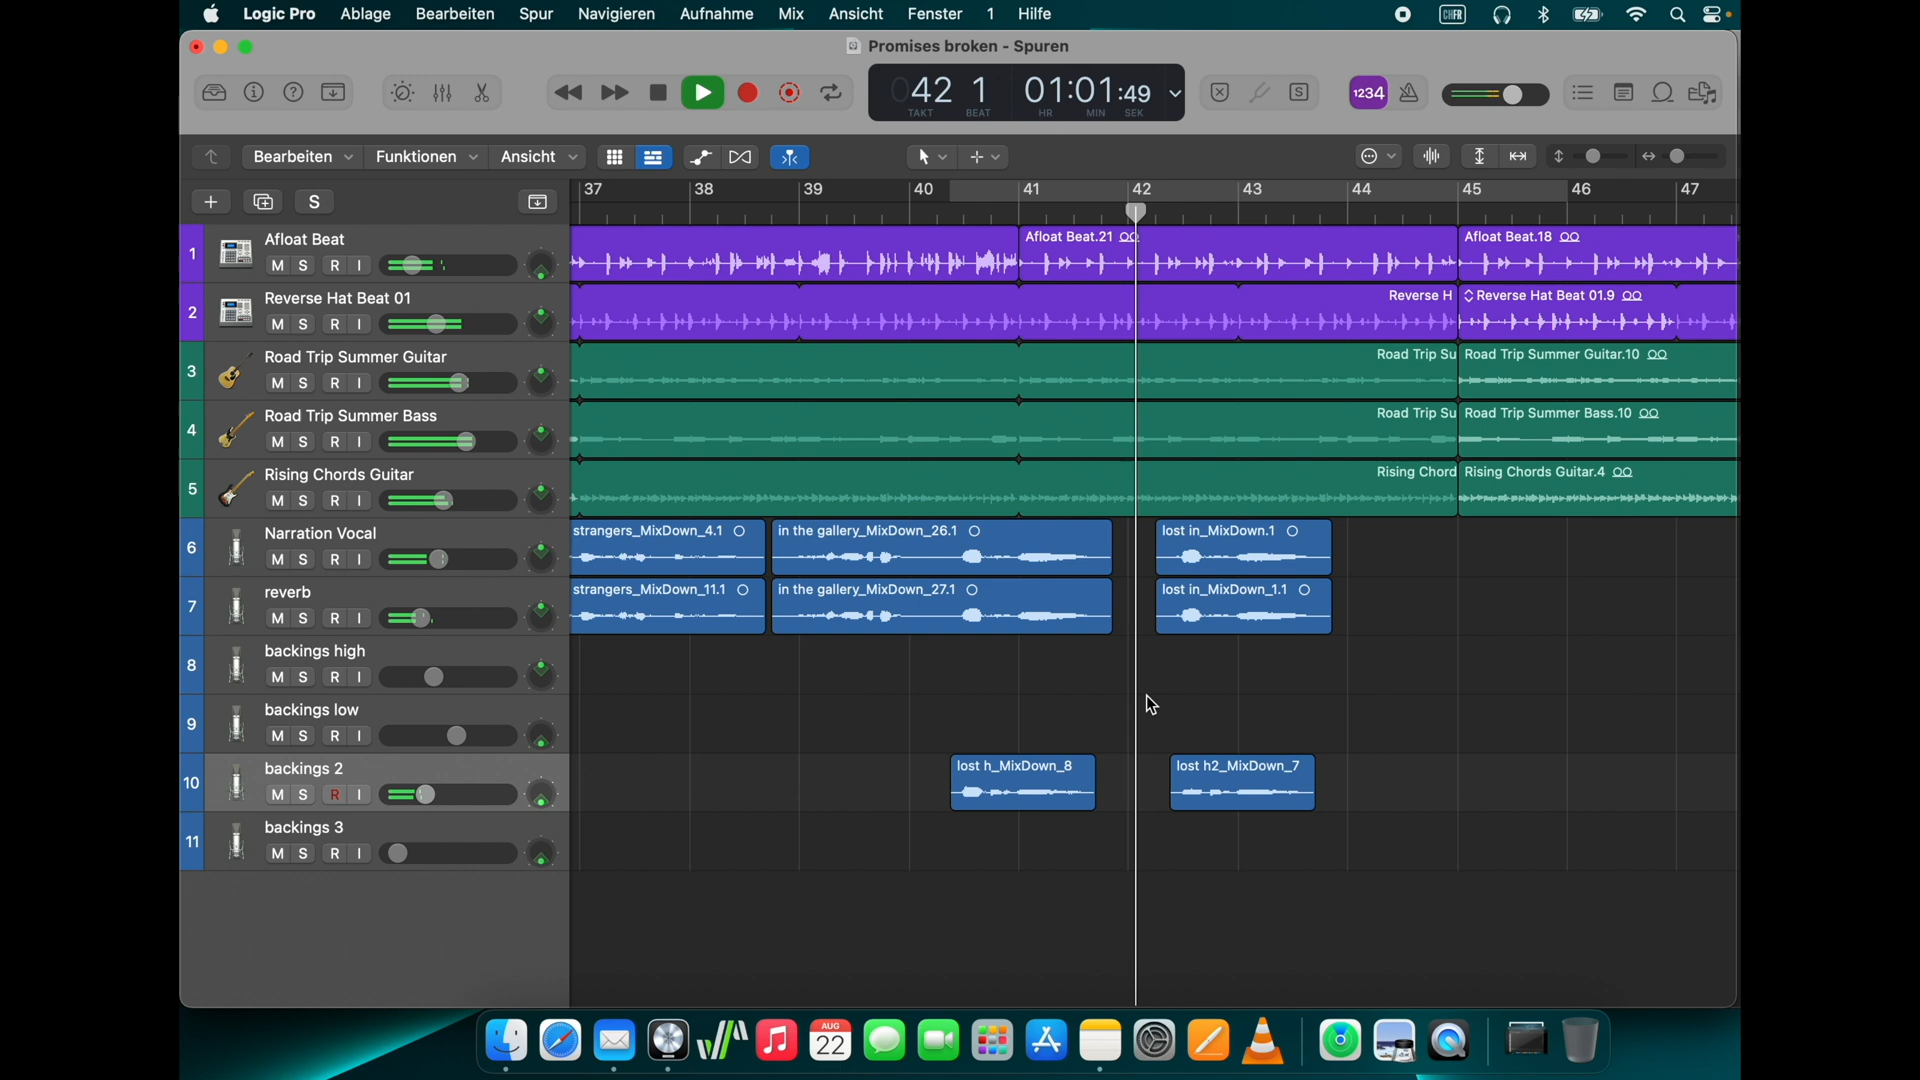 Logic Pro Ablage Bearbeiten Spur Navigieren Aufnahme Mix Ansicht Fenster 1 Hilfe CHFR
Promises broken - Spuren
042 1 01:01:49
TAKT BEAT HR MIN SEK
S 1234
Bearbeiten Funktionen Ansicht
S
37 38 39 40 41 42 43 44 45 46 47
1 Afloat Beat
M S R I
Afloat Beat.21 Afloat Beat.18
2 Reverse Hat Beat 01
M S R I
Reverse H Reverse Hat Beat 01.9
3 Road Trip Summer Guitar
M S R I
Road Trip Su Road Trip Summer Guitar.10
4 Road Trip Summer Bass
M S R I
Road Trip Su Road Trip Summer Bass.10
5 Rising Chords Guitar
M S R I
Rising Chord Rising Chords Guitar.4
6 Narration Vocal
M S R I
strangers_MixDown_4.1 in the gallery_MixDown_26.1 lost in_MixDown.1
7 reverb
M S R I
strangers_MixDown_11.1 in the gallery_MixDown_27.1 lost in_MixDown_1.1
8 backings high
M S R I
9 backings low
M S R I
10 backings 2
M S R I
lost h_MixDown_8 lost h2_MixDown_7
11 backings 3
M S R I
AUG
22